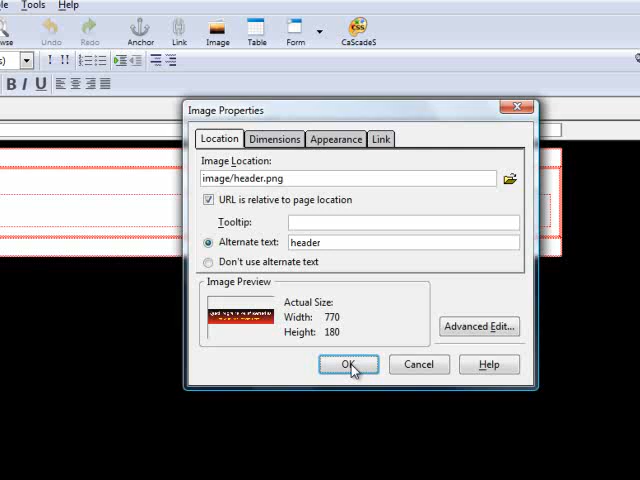 le Tools Help
wse Undo Redo Anchor Link Image Table Form CaScadeS
s)
B I U
Image Properties
Location Dimensions Appearance Link
Image Location:
image/header.png
URL is relative to page location
Tooltip:
Alternate text: header
Don't use alternate text
Image Preview
Actual Size:
Width: 770
Height: 180
Advanced Edit...
OK Cancel Help